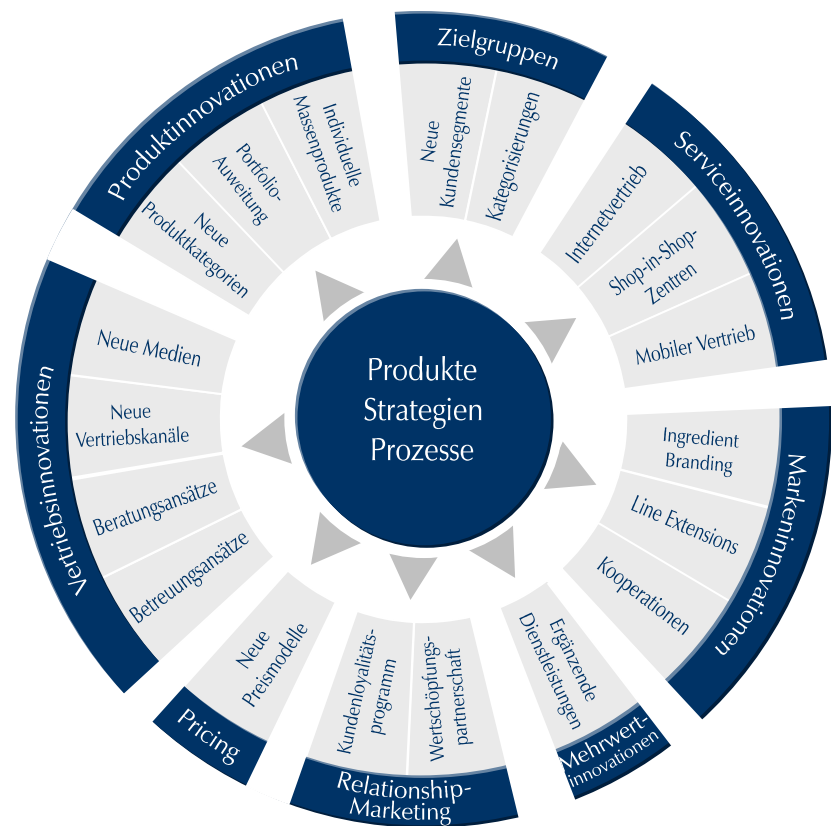 Produkte
Strategien
Prozesse
Zielgruppen
Neue
Kundensegmente
Kategorisierungen
Serviceinnovationen
Internetvertrieb
Shop-in-Shop-
Zentren
Mobiler Vertrieb
Markeninnovationen
Ingredient
Branding
Line Extensions
Kooperationen
Mehrwert-
innovationen
Ergänzende
Dienstleistungen
Relationship-
Marketing
Wertschöpfungs-
partnerschaft
Kundenloyalitäts-
programm
Pricing
Neue
Preismodelle
Vertriebsinnovationen
Betreuungsansätze
Beratungsansätze
Neue
Vertriebskanäle
Neue Medien
Produktinnovationen
Neue
Produktkategorien
Portfolio-
Auweitung
Individuelle
Massenprodukte